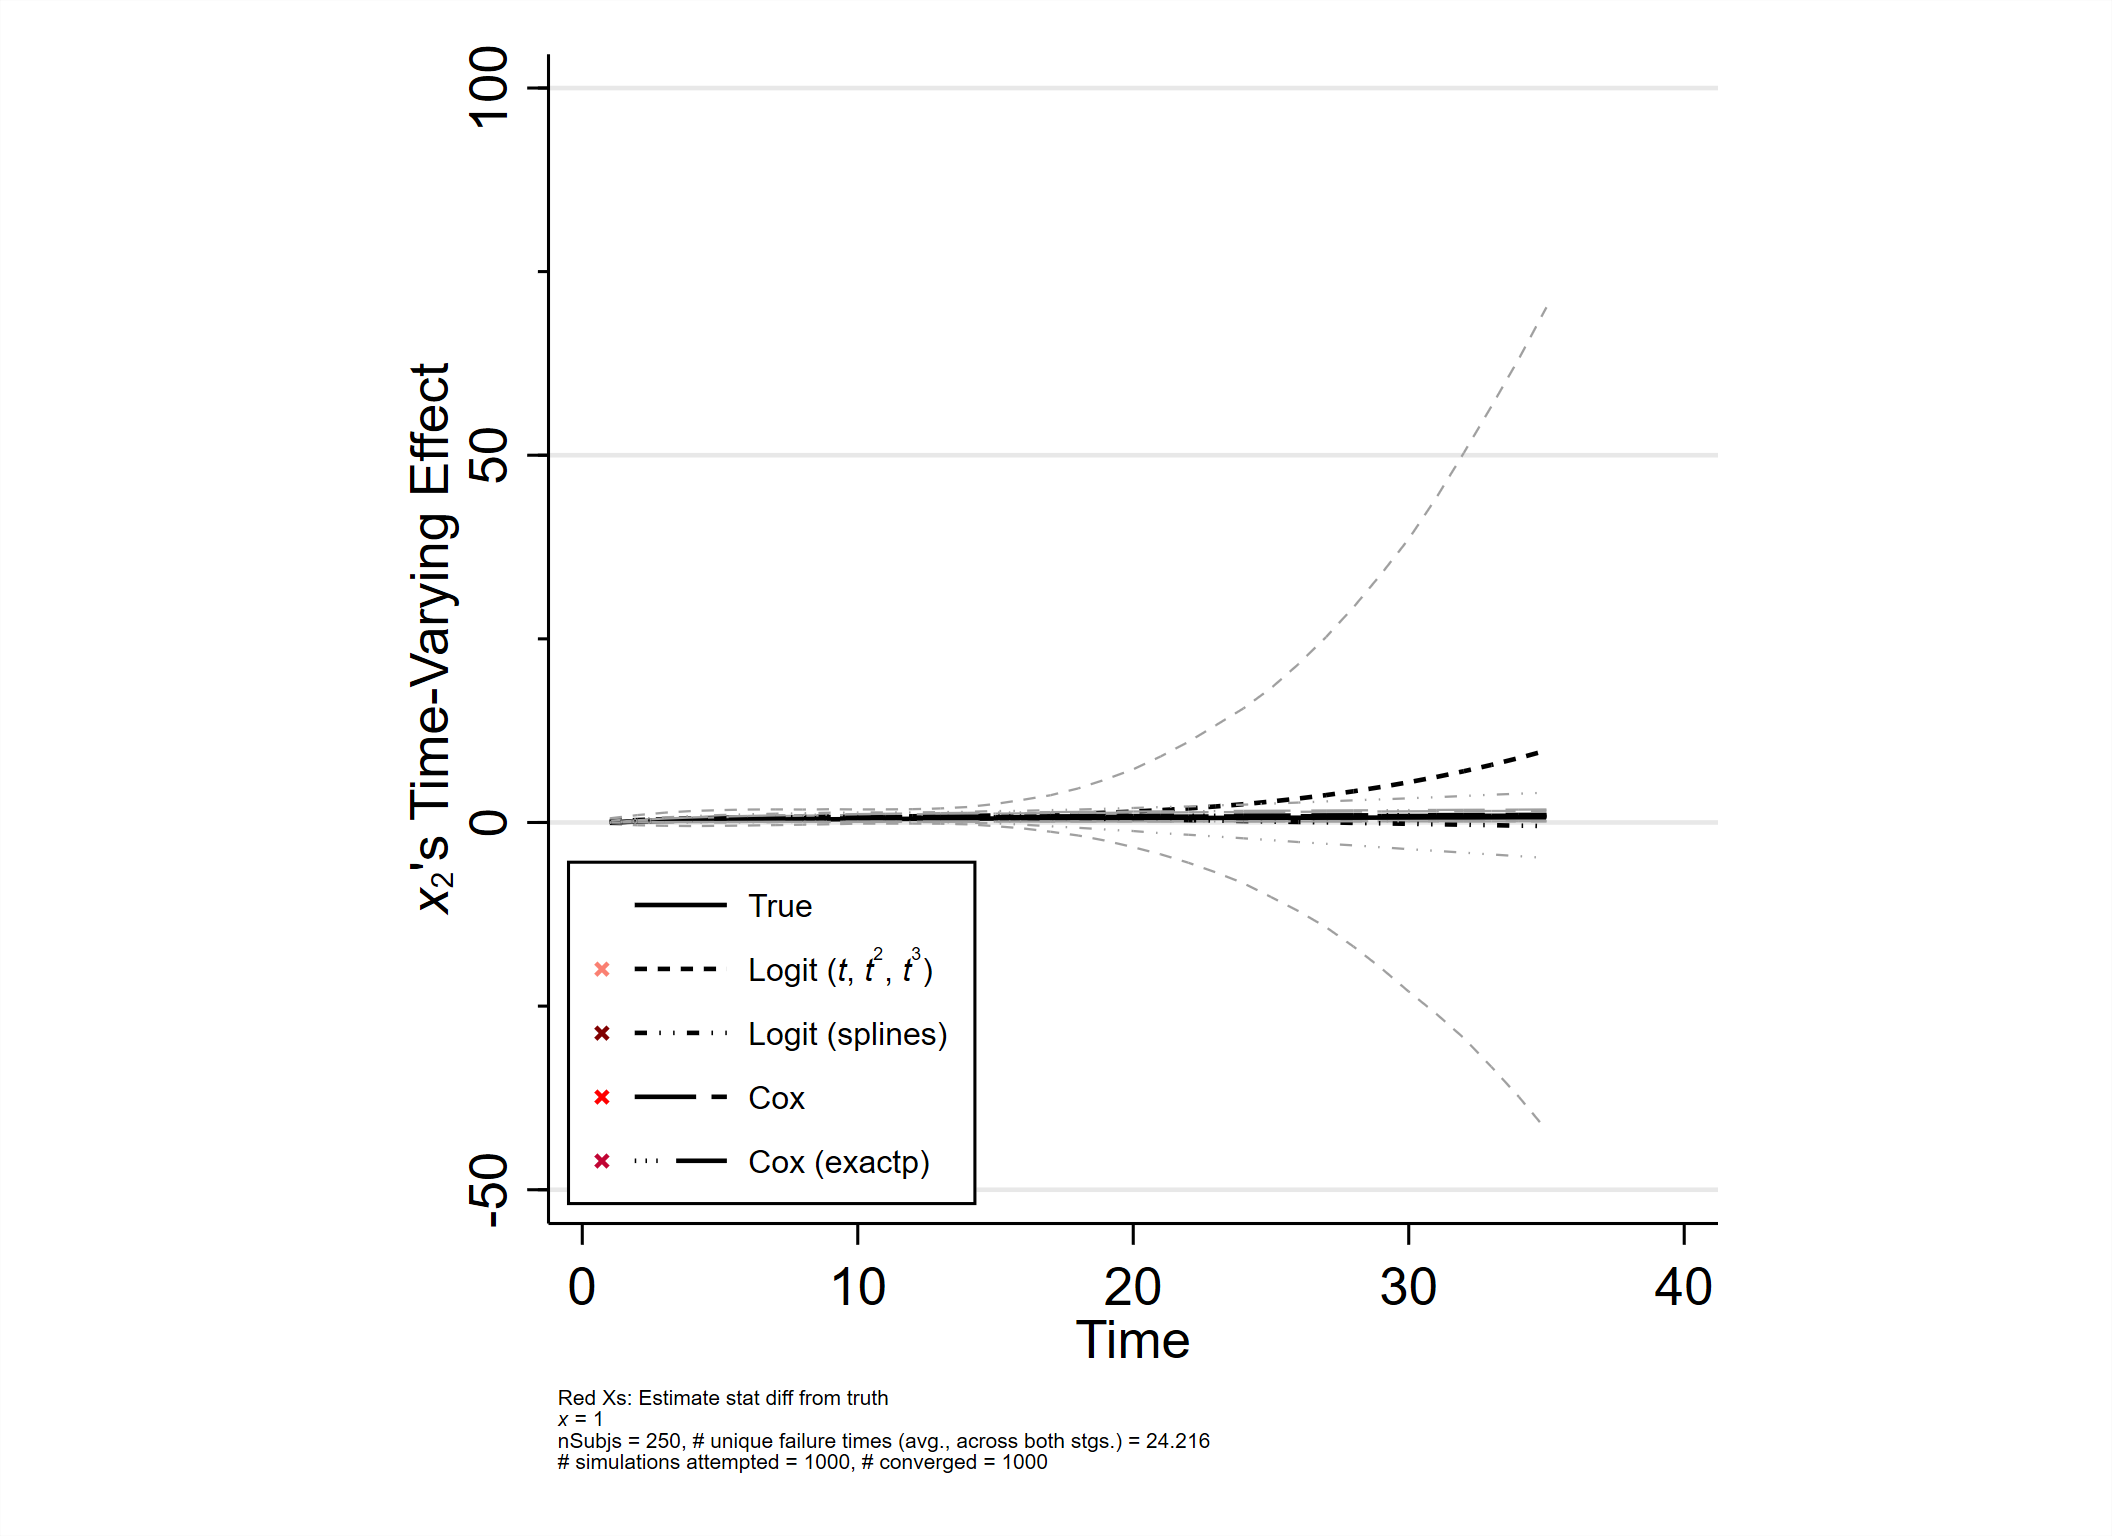 100
50
0
-50
x₂'s Time-Varying Effect
True
Logit (t, t², t³)
Logit (splines)
Cox
Cox (exactp)
0 10 20 30 40
Time
Red Xs: Estimate stat diff from truth
x = 1
nSubjs = 250, # unique failure times (avg., across both stgs.) = 24.216
# simulations attempted = 1000, # converged = 1000